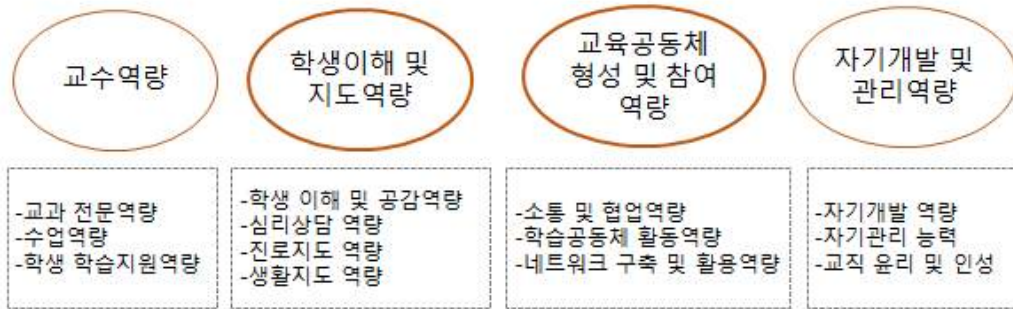 교수역량
학생이해 및
지도역량
교육공동체
형성 및 참여
역량
자기개발 및
관리역량
-교과 전문역량
-수업역량
-학생 학습지원역량
-학생 이해 및 공감역량
-심리상담 역량
-진로지도 역량
-생활지도 역량
-소통 및 협업역량
-학습공동체 활동역량
-네트워크 구축 및 활용역량
-자기개발 역량
-자기관리 능력
-교직 윤리 및 인성